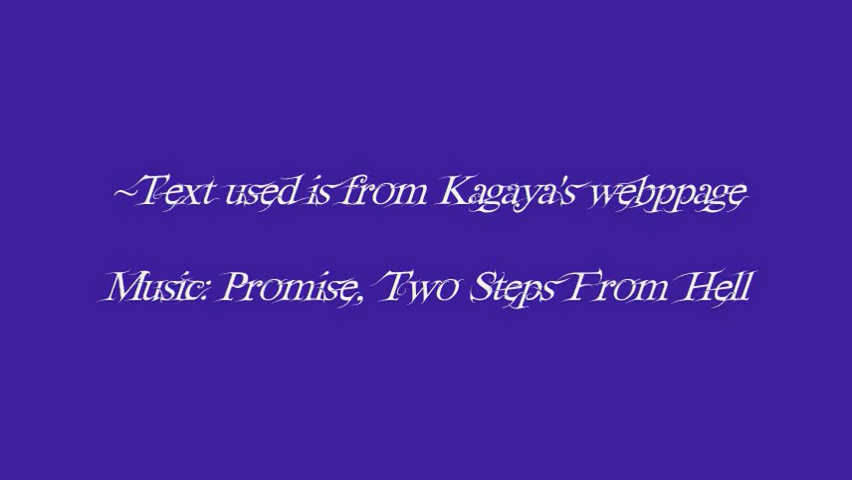 ~Text used is from Kagaya's webppage
Music: Promise, Two Steps From Hell